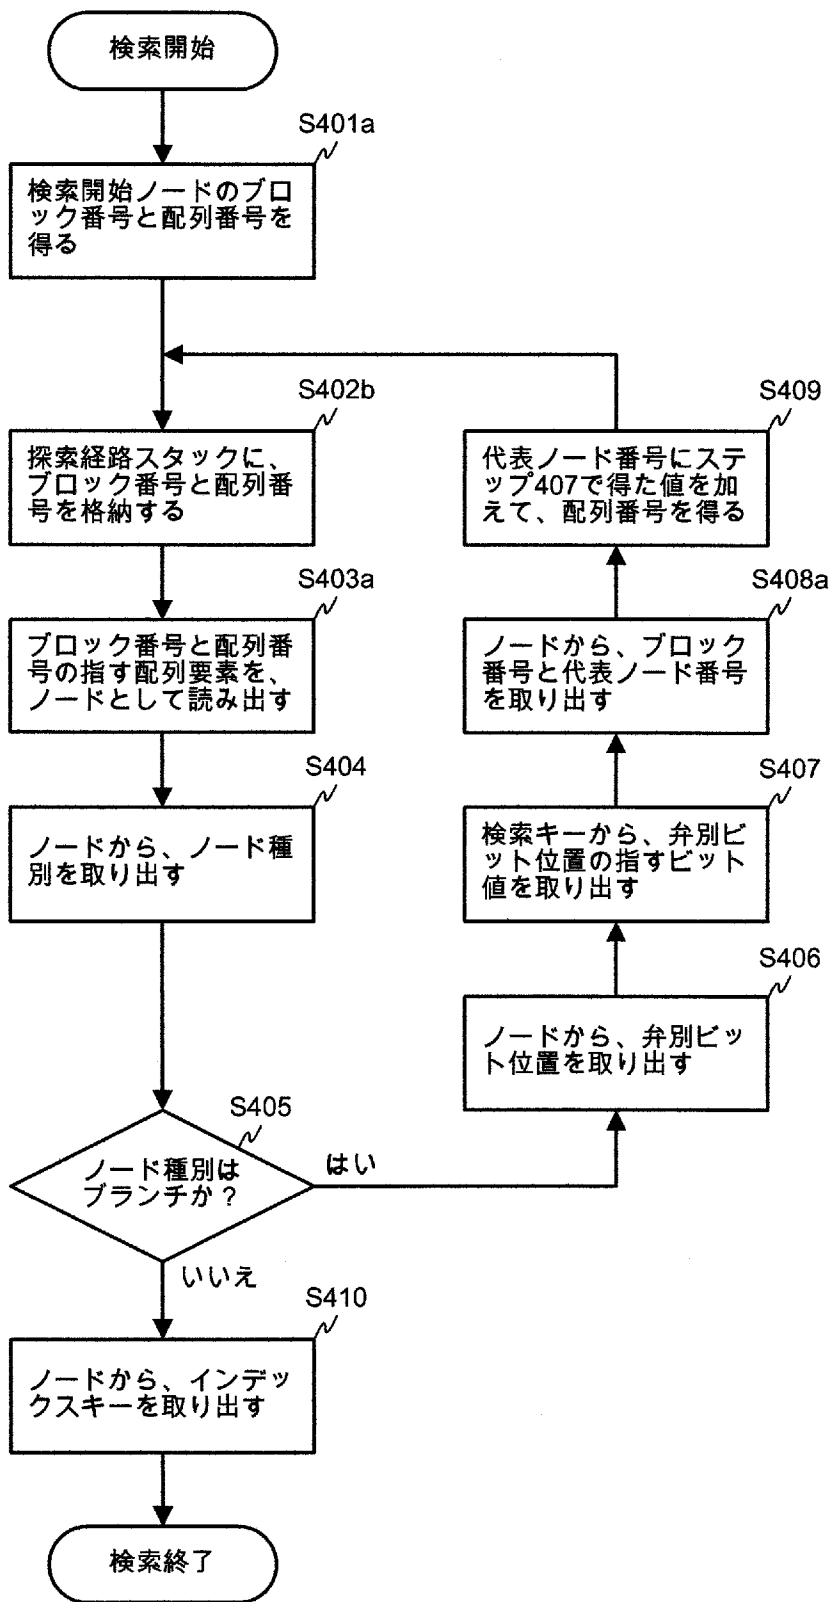 検索開始
S401a
検索開始ノードのブロ
ック番号と配列番号を
得る
S402b
探索経路スタックに、
ブロック番号と配列番
号を格納する
S403a
ブロック番号と配列番
号の指す配列要素を、
ノードとして読み出す
S404
ノードから、ノード種
別を取り出す
S405
ノード種別は
ブランチか？
はい
いいえ
S406
ノードから、弁別ビッ
ト位置を取り出す
S407
検索キーから、弁別ビ
ット位置の指すビット
値を取り出す
S408a
ノードから、ブロック
番号と代表ノード番号
を取り出す
S409
代表ノード番号にステ
ップ407で得た値を加
えて、配列番号を得る
S410
ノードから、インデッ
クスキーを取り出す
検索終了